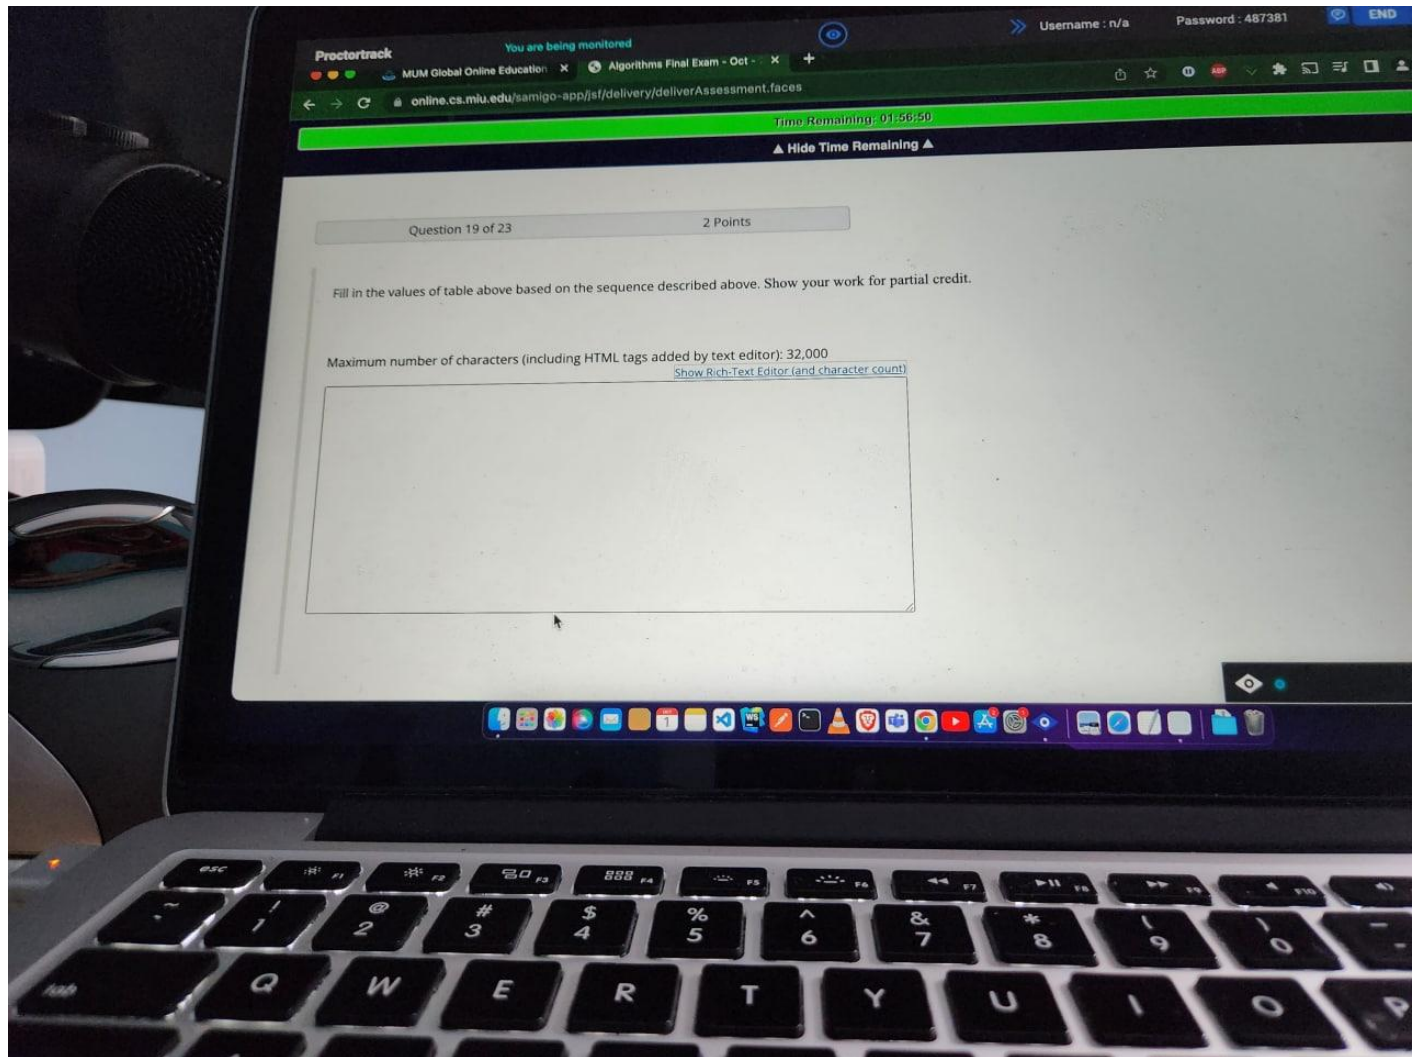 Proctortrack
You are being monitored
Username : n/a
Password : 487381
END
MUM Global Online Education
Algorithms Final Exam - Oct -
online.cs.miu.edu/samigo-app/jsf/delivery/deliverAssessment.faces
ABP
Time Remaining: 01:56:50
▲ Hide Time Remaining ▲
Question 19 of 23
2 Points
Fill in the values of table above based on the sequence described above. Show your work for partial credit.
Maximum number of characters (including HTML tags added by text editor): 32,000
Show Rich-Text Editor (and character count)
1
WS
esc F1 F2 F3 F4 F5 F6 F7 F8 F9 F10
~ ! @ # $ % ^ & * ( )
` 1 2 3 4 5 6 7 8 9 0 -
tab Q W E R T Y U I O P